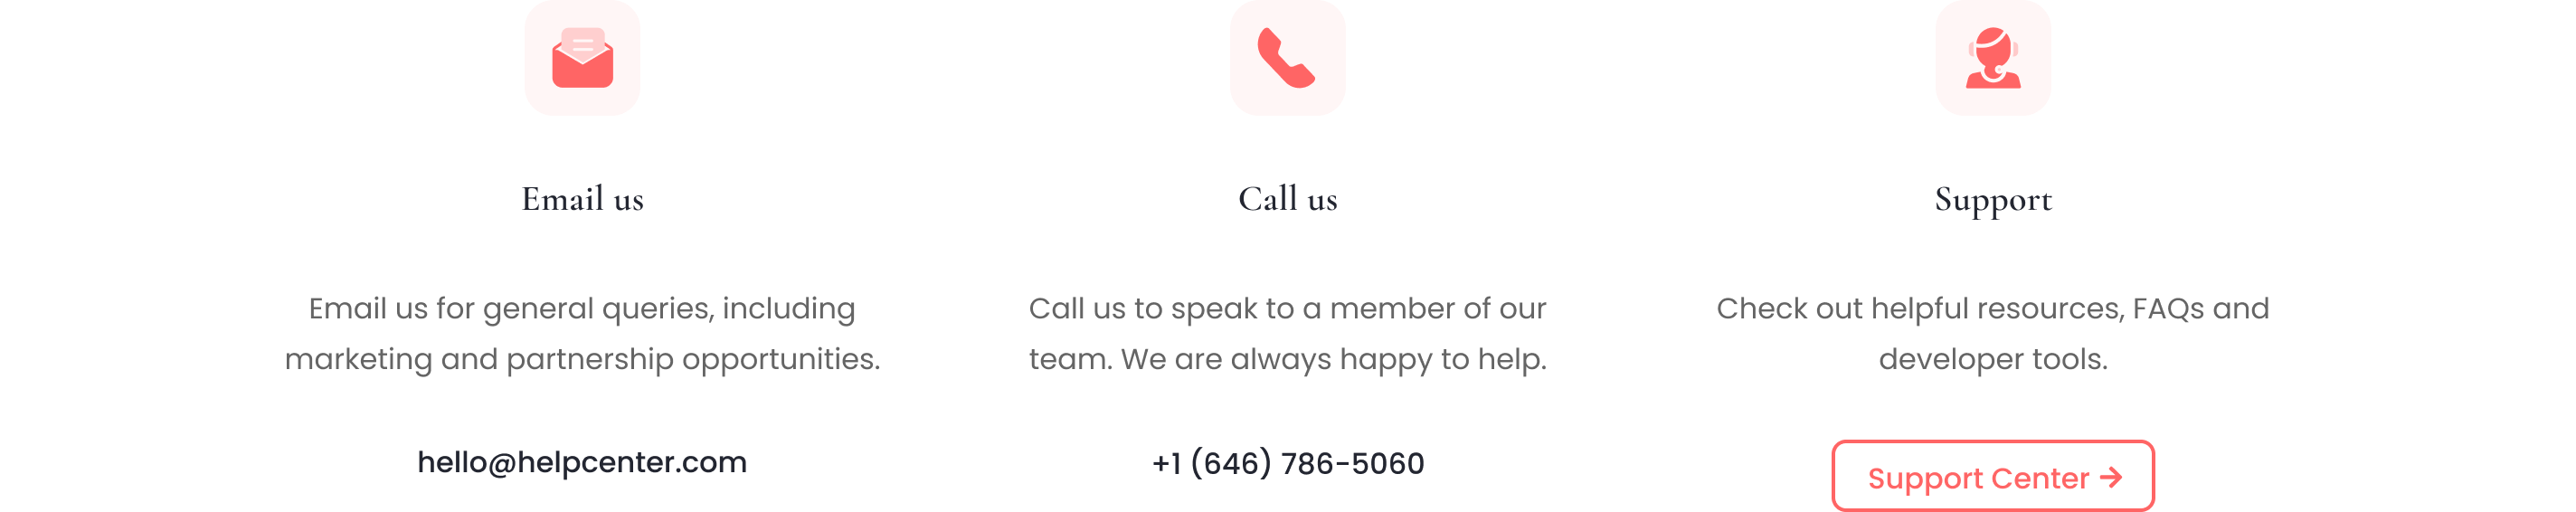 Email us
Email us for general queries, including
marketing and partnership opportunities.
hello@helpcenter.com
Call us
Call us to speak to a member of our
team. We are always happy to help.
+1 (646) 786-5060
Support
Check out helpful resources, FAQs and
developer tools.
Support Center →